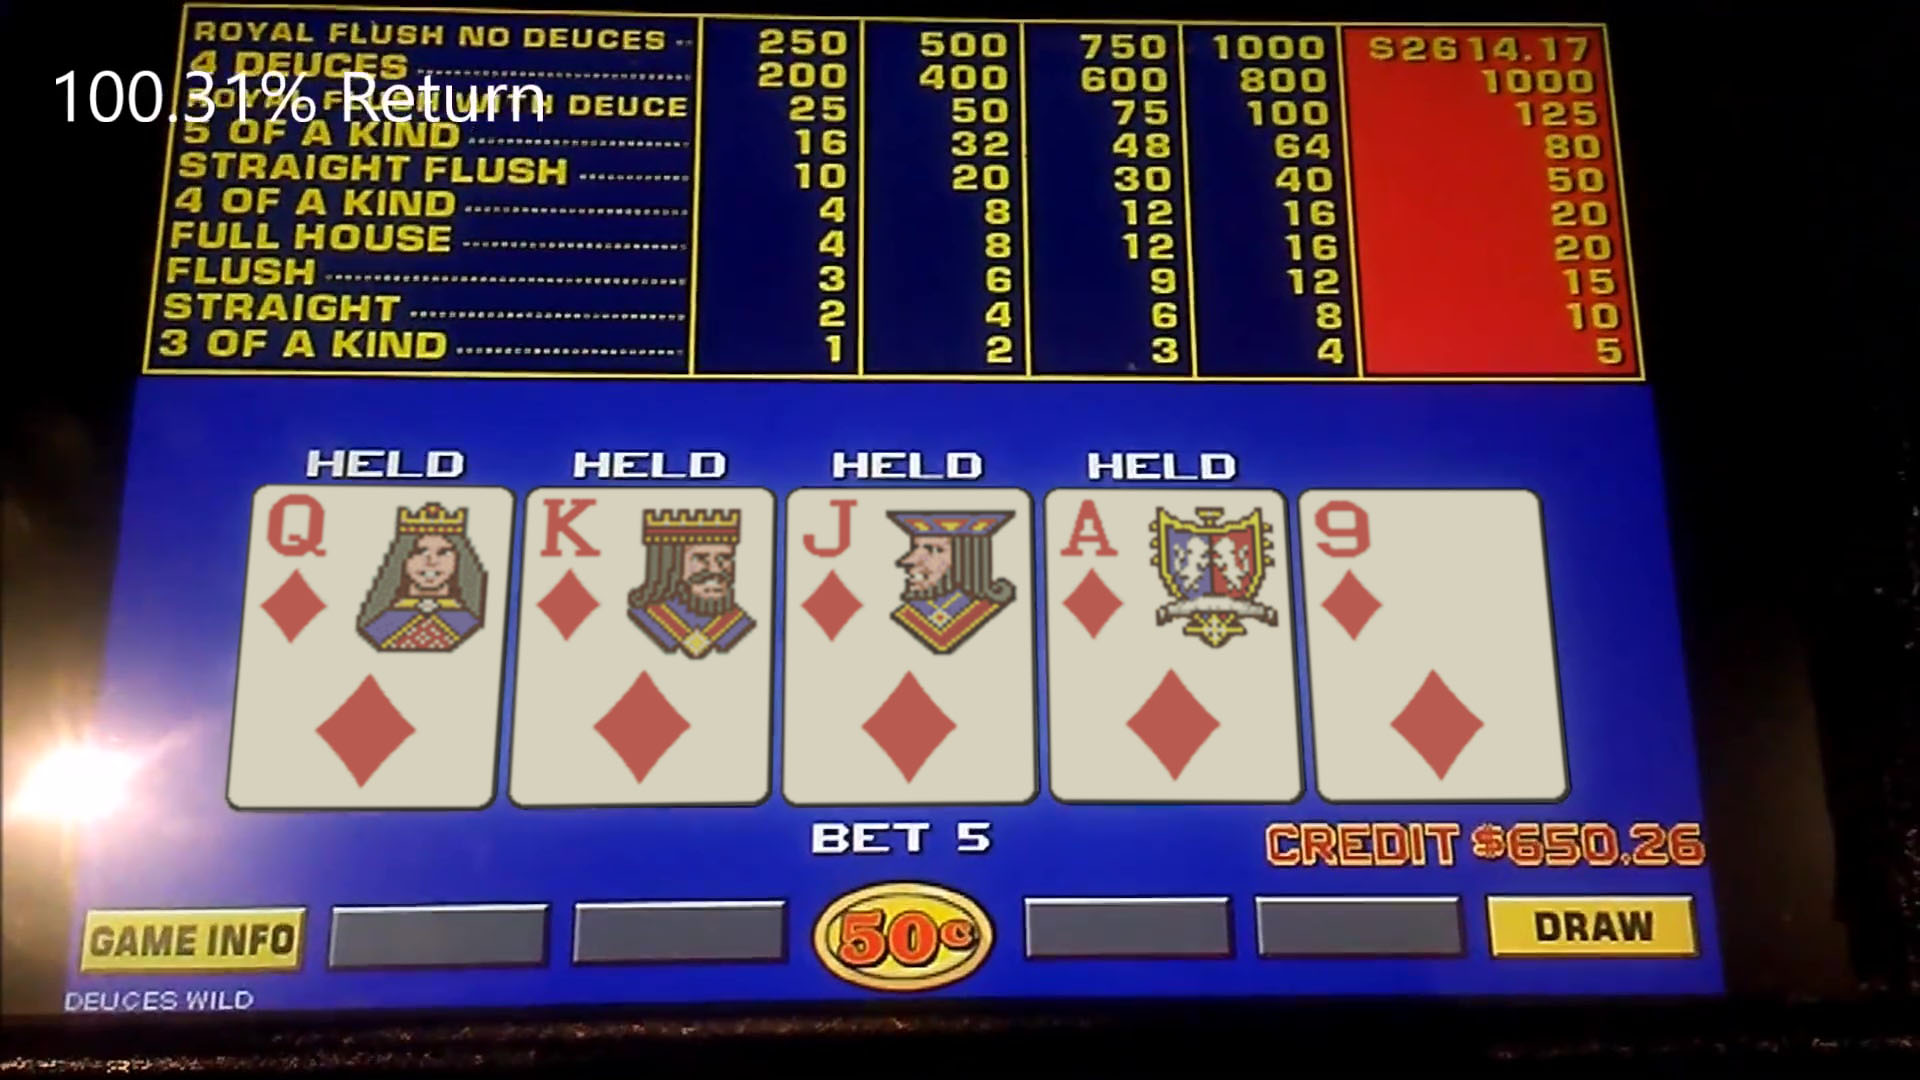 ROYAL FLUSH NO DEUCES 250 500 750 1000 $2614.17
4 DEUCES 200 400 600 800 1000
100.31% Return
ROYAL FLUSH WITH DEUCE 25 50 75 100 125
5 OF A KIND 16 32 48 64 80
STRAIGHT FLUSH 10 20 30 40 50
4 OF A KIND 4 8 12 16 20
FULL HOUSE 4 8 12 16 20
FLUSH 3 6 9 12 15
STRAIGHT 2 4 6 8 10
3 OF A KIND 1 2 3 4 5
HELD HELD HELD HELD
Q K J A 9
BET 5 CREDIT $650.26
GAME INFO 50¢ DRAW
DEUCES WILD